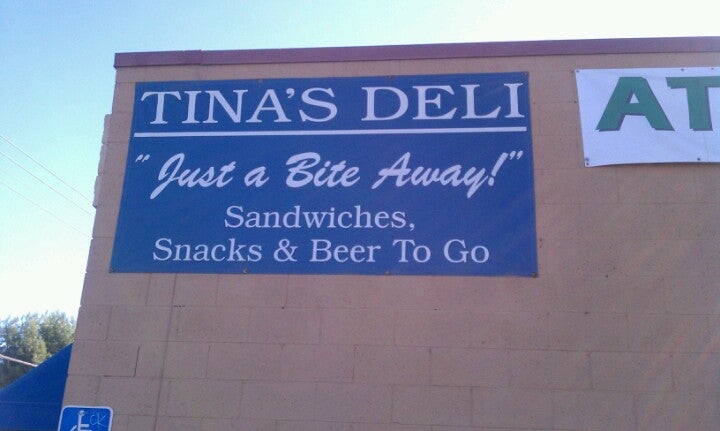 TINA'S DELI
"Just a Bite Away!"
Sandwiches,
Snacks & Beer To Go
AT